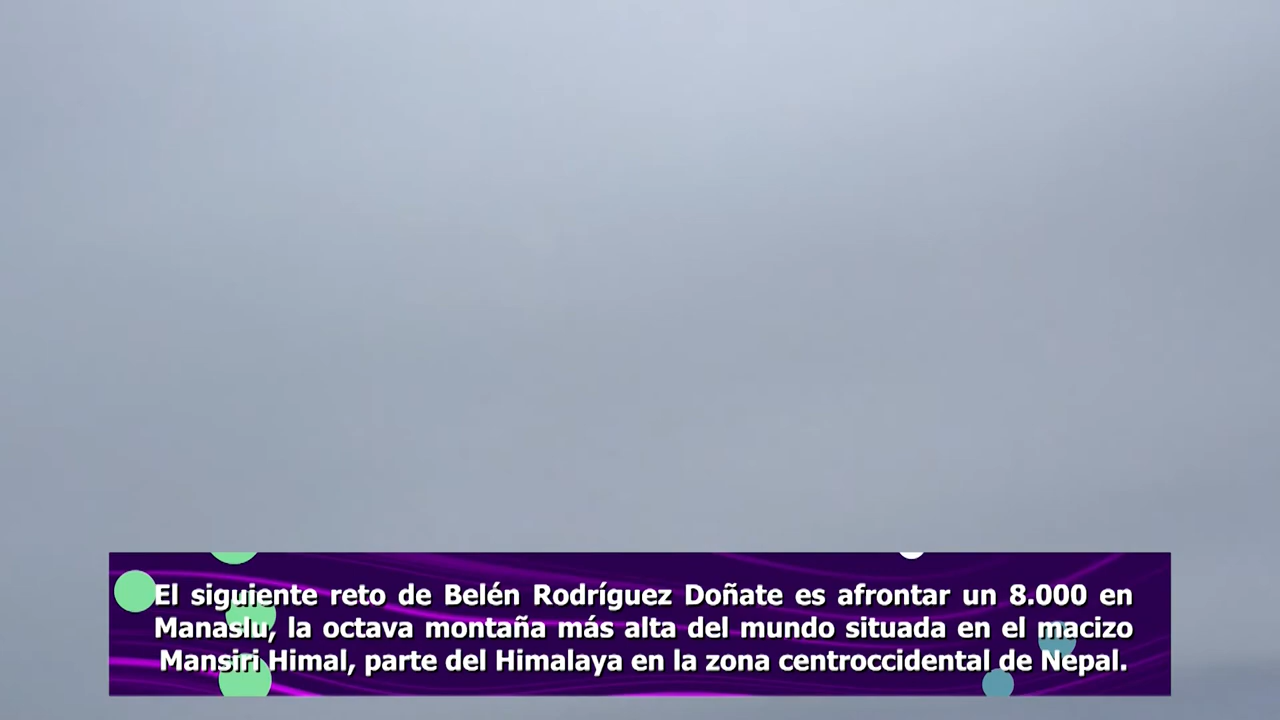 El siguiente reto de Belén Rodríguez Doñate es afrontar un 8.000 en
Manaslu, la octava montaña más alta del mundo situada en el macizo
Mansiri Himal, parte del Himalaya en la zona centroccidental de Nepal.